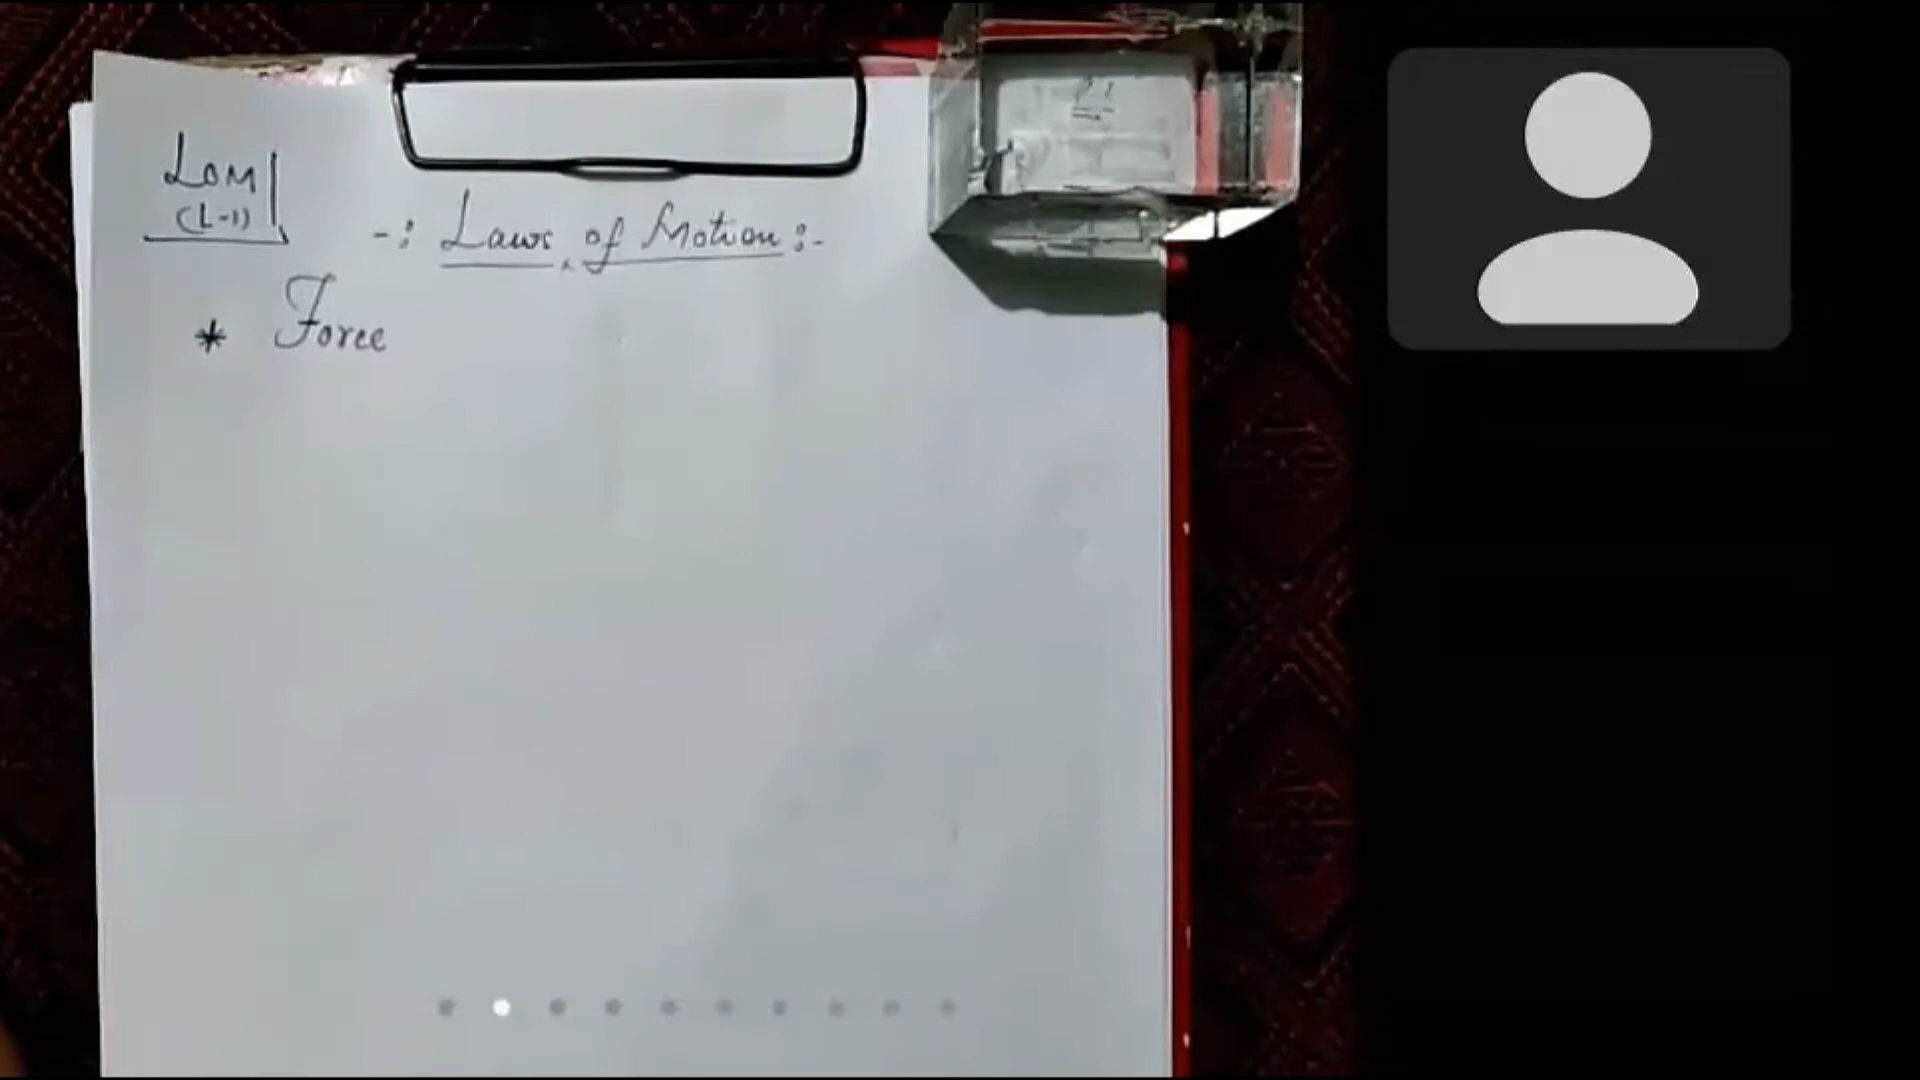 LOM
(L-1)
-: Laws of Motion :-
* Force